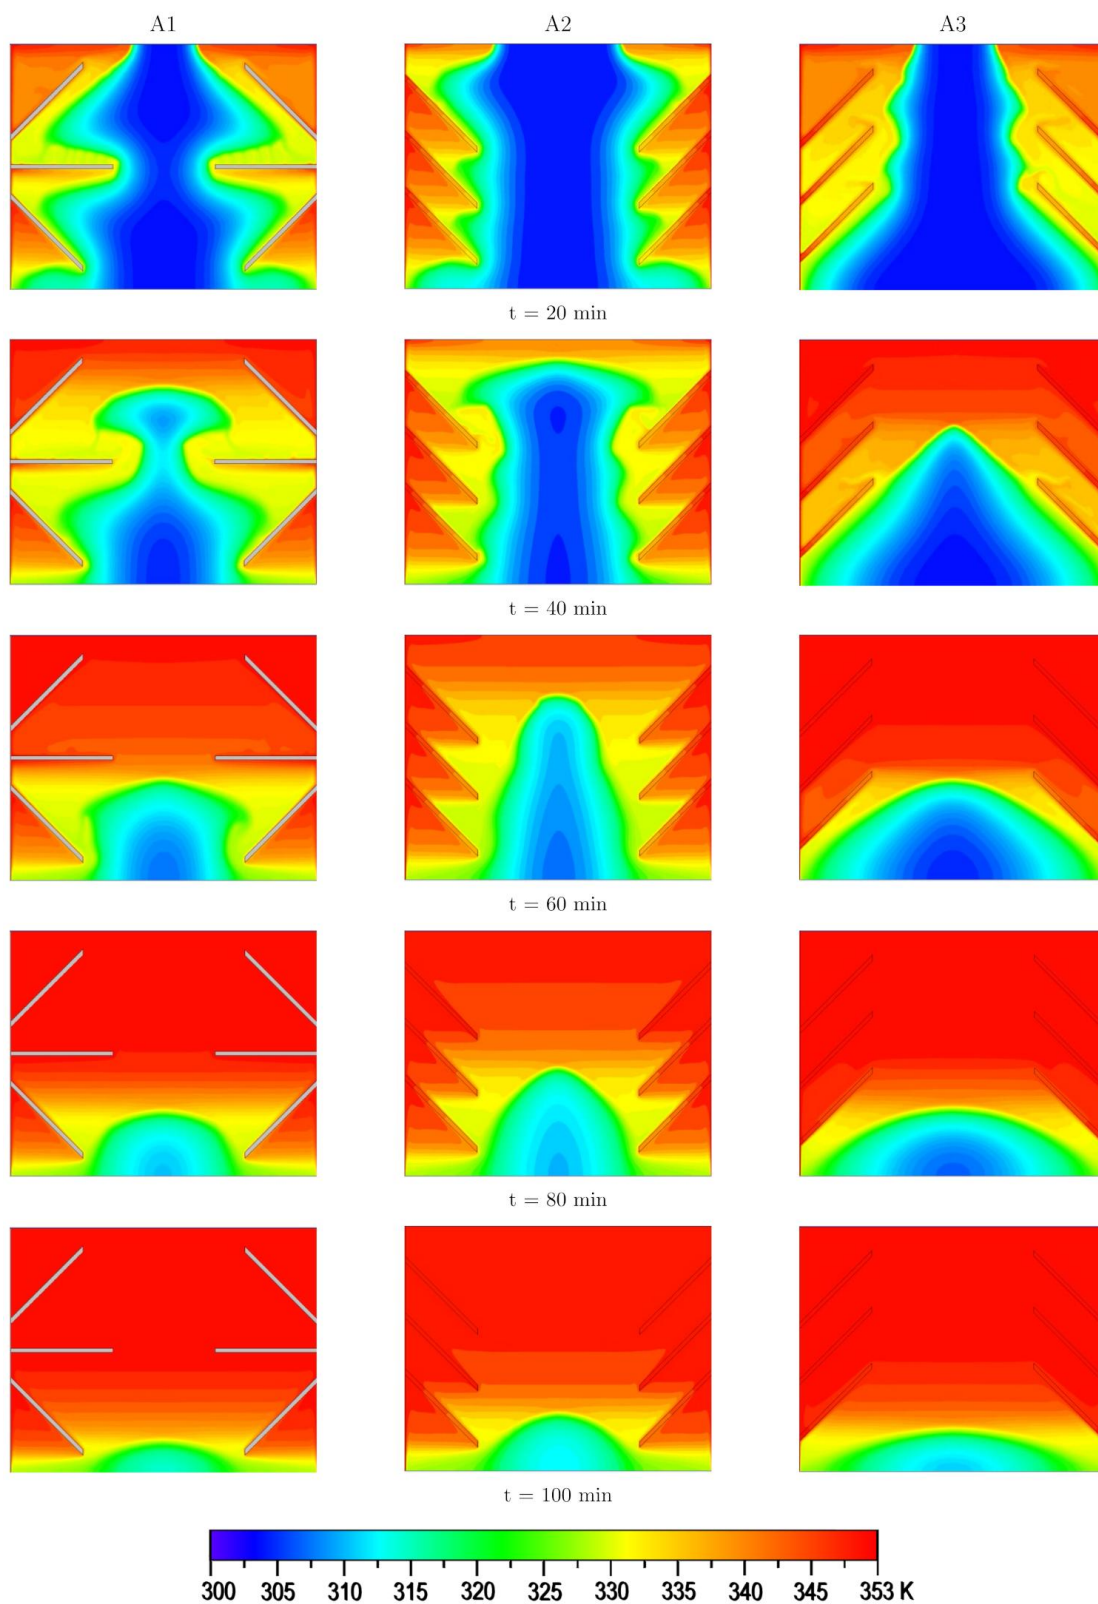 A1 A2 A3
t = 20 min
t = 40 min
t = 60 min
t = 80 min
t = 100 min
300 305 310 315 320 325 330 335 340 345 353 K